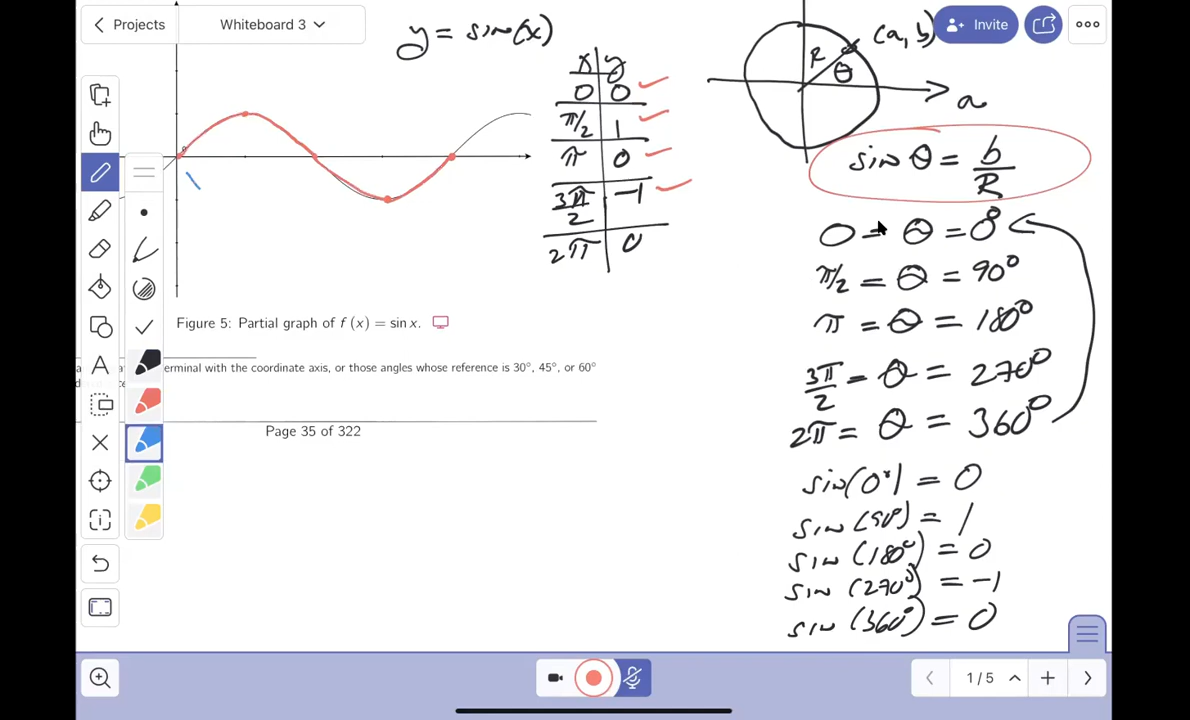 Projects
Whiteboard 3
Invite
y = sin(x)
x y
0 0
π/2 1
π 0
3π/2 -1
2π 0
R
θ
(a, b)
a
sin θ = b/R
0 = θ = 0°
π/2 = θ = 90°
π = θ = 180°
3π/2 = θ = 270°
2π = θ = 360°
sin(0°) = 0
sin(90°) = 1
sin(180°) = 0
sin(270°) = -1
sin(360°) = 0
Figure 5: Partial graph of f (x) = sin x.
erminal with the coordinate axis, or those angles whose reference is 30°, 45°, or 60°
Page 35 of 322
A
1/5